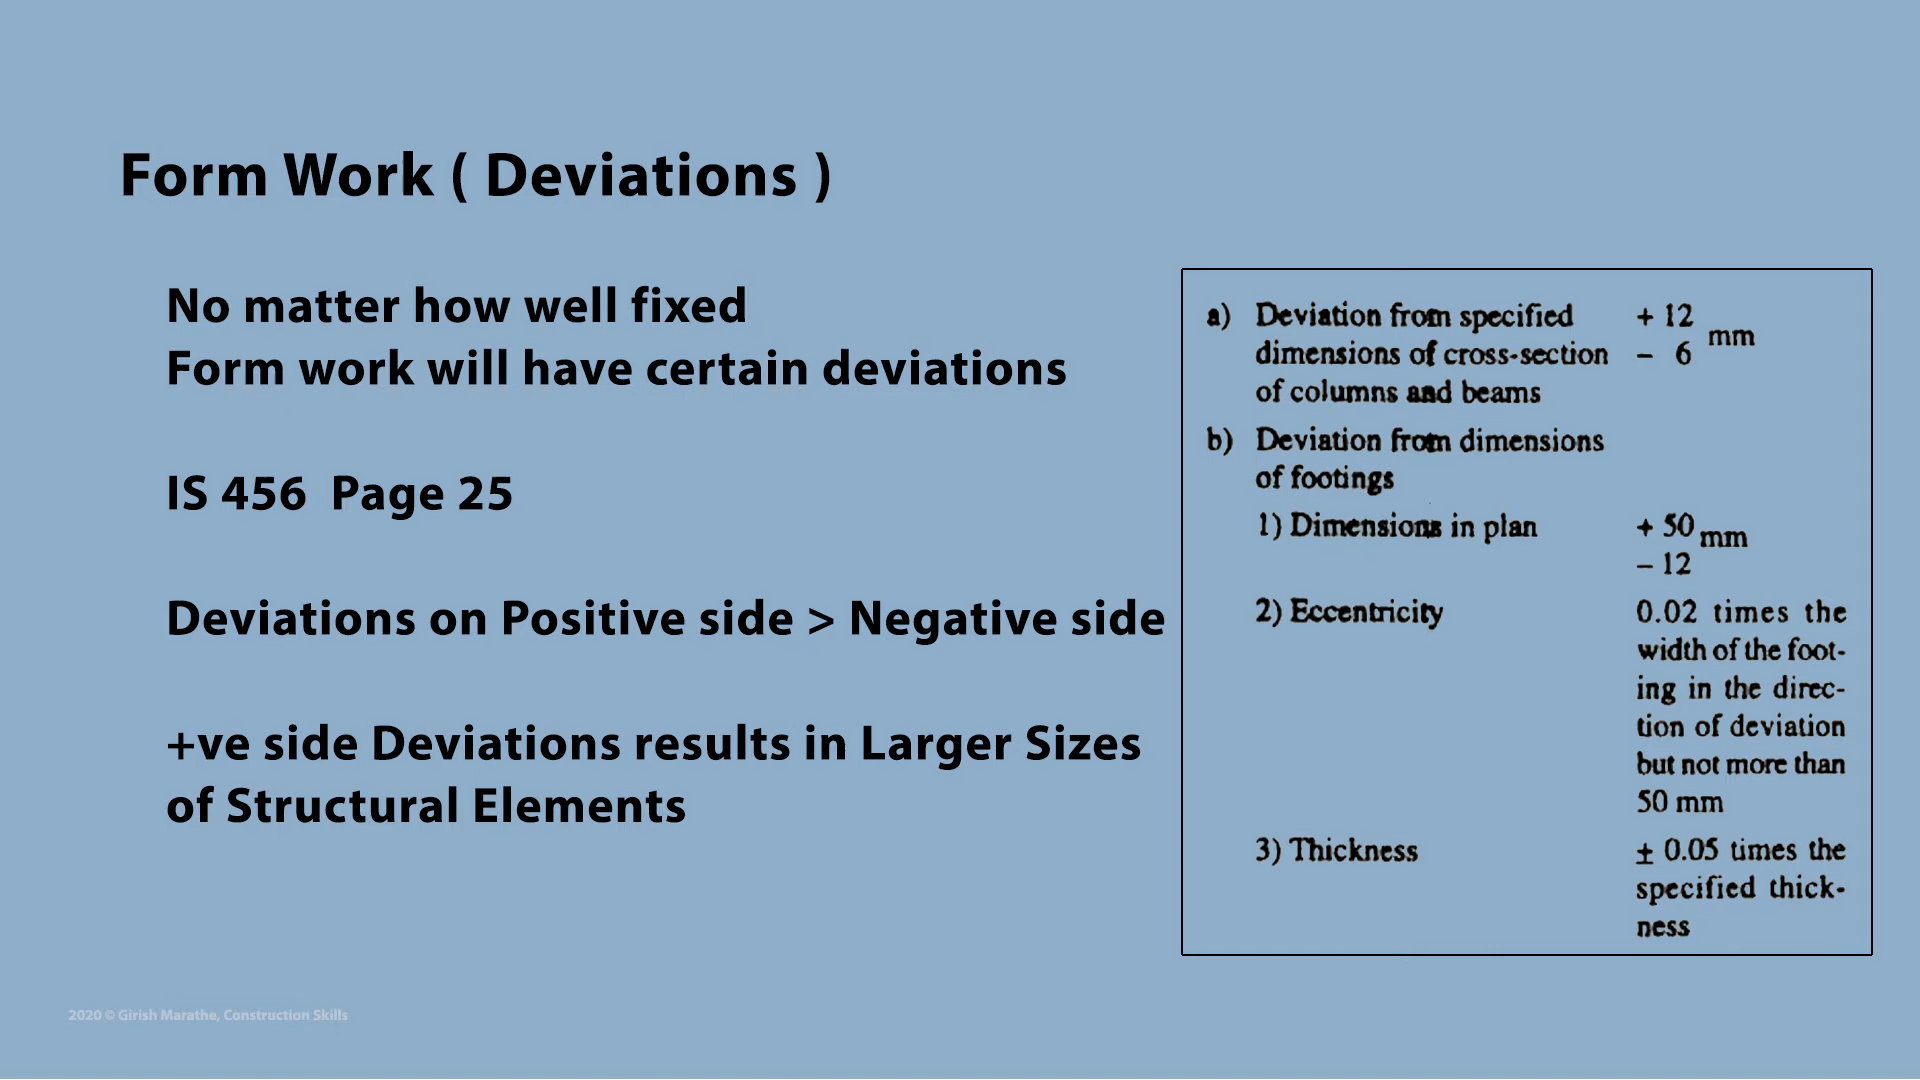 Form Work ( Deviations )
No matter how well fixed
Form work will have certain deviations
IS 456 Page 25
Deviations on Positive side > Negative side
+ve side Deviations results in Larger Sizes
of Structural Elements
a) Deviation from specified + 12
mm
dimensions of cross-section – 6
of columns and beams
b) Deviation from dimensions
of footings
1) Dimensions in plan + 50
mm
– 12
2) Eccentricity 0.02 times the
width of the foot-
ing in the direc-
tion of deviation
but not more than
50 mm
3) Thickness ± 0.05 times the
specified thick-
ness
2020 © Girish Marathe, Construction Skills